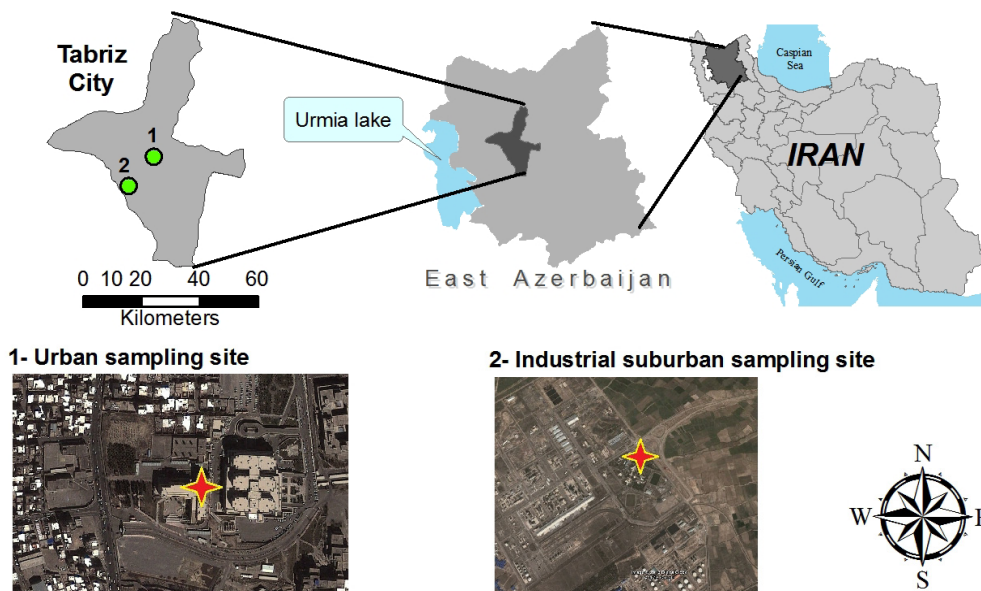 Tabriz
City
1
2
0 10 20 40 60
Kilometers
Urmia lake
East Azerbaijan
Caspian
Sea
IRAN
Persian Gulf
1- Urban sampling site
2- Industrial suburban sampling site
N
W E
S